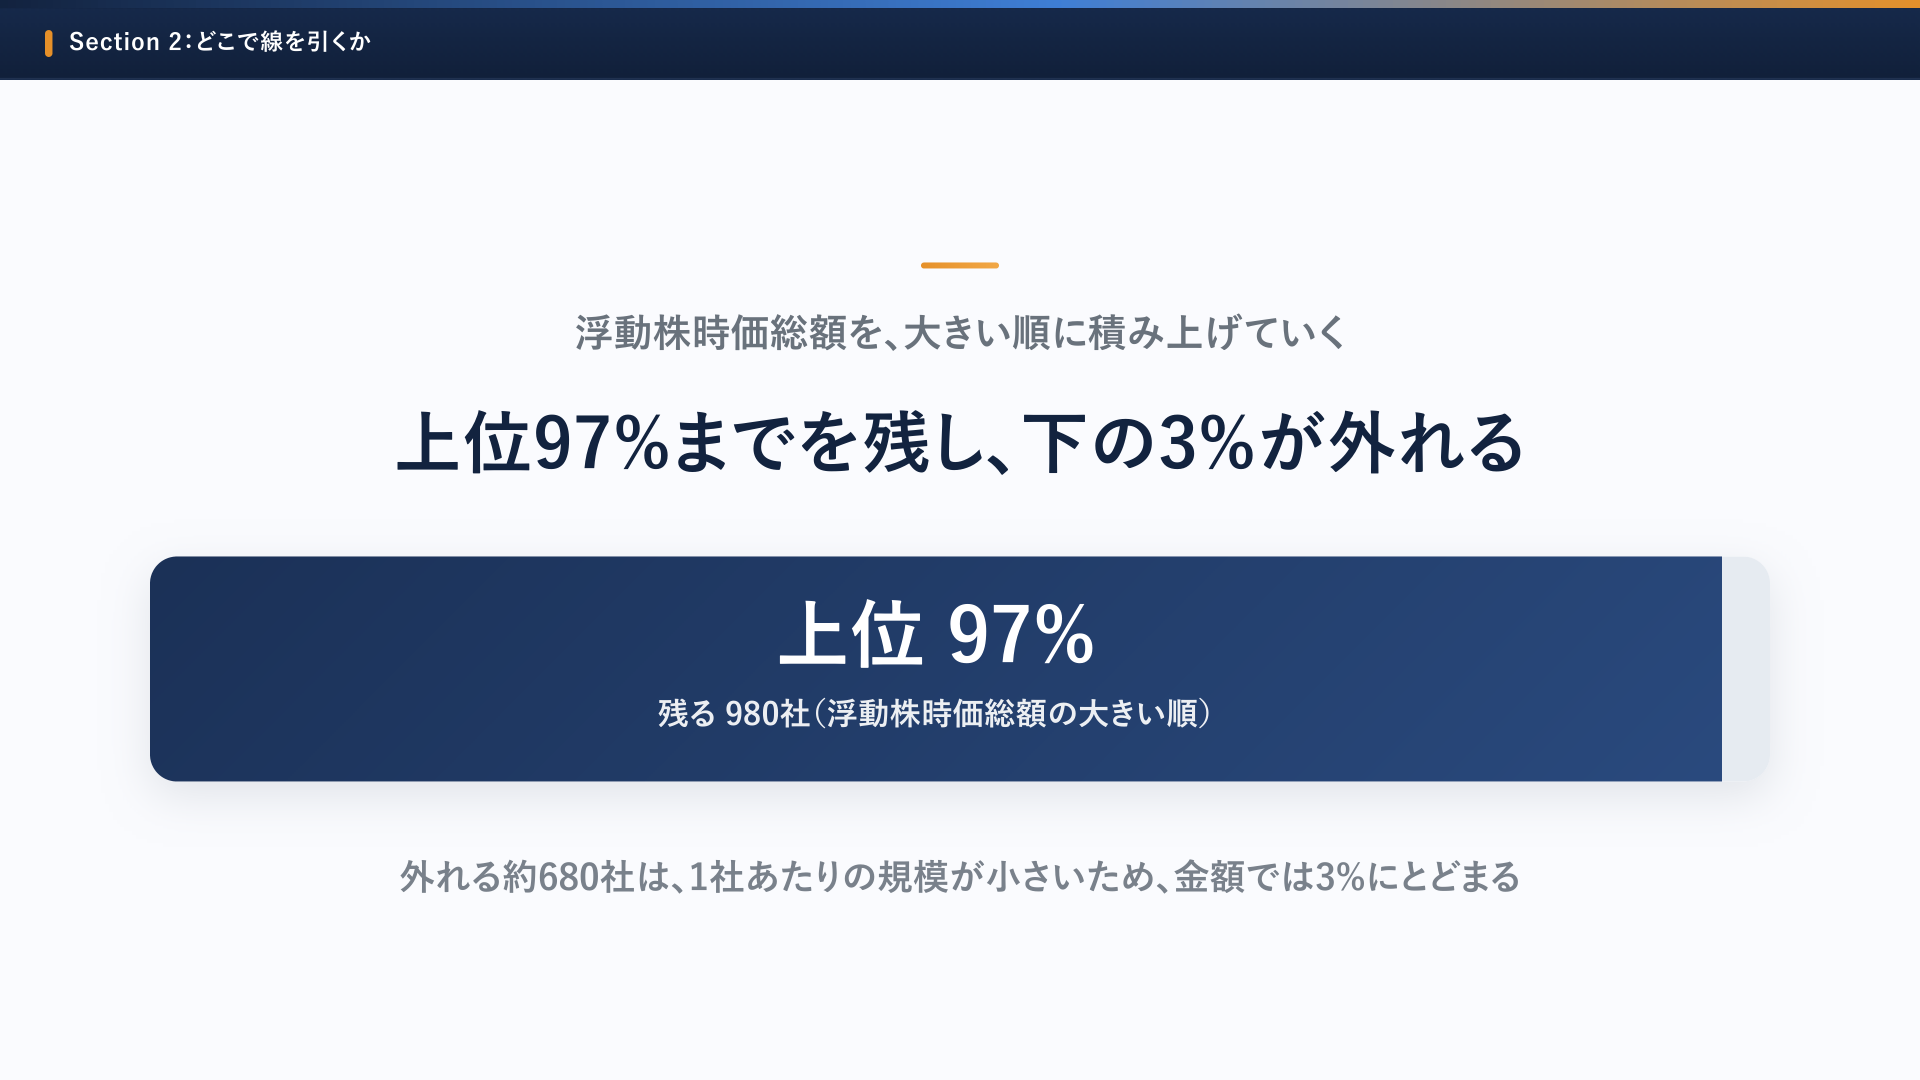 Section 2：どこで線を引くか
浮動株時価総額を、大きい順に積み上げていく
上位97%までを残し、下の3%が外れる
上位 97%
残る 980社（浮動株時価総額の大きい順）
外れる約680社は、1社あたりの規模が小さいため、金額では3%にとどまる